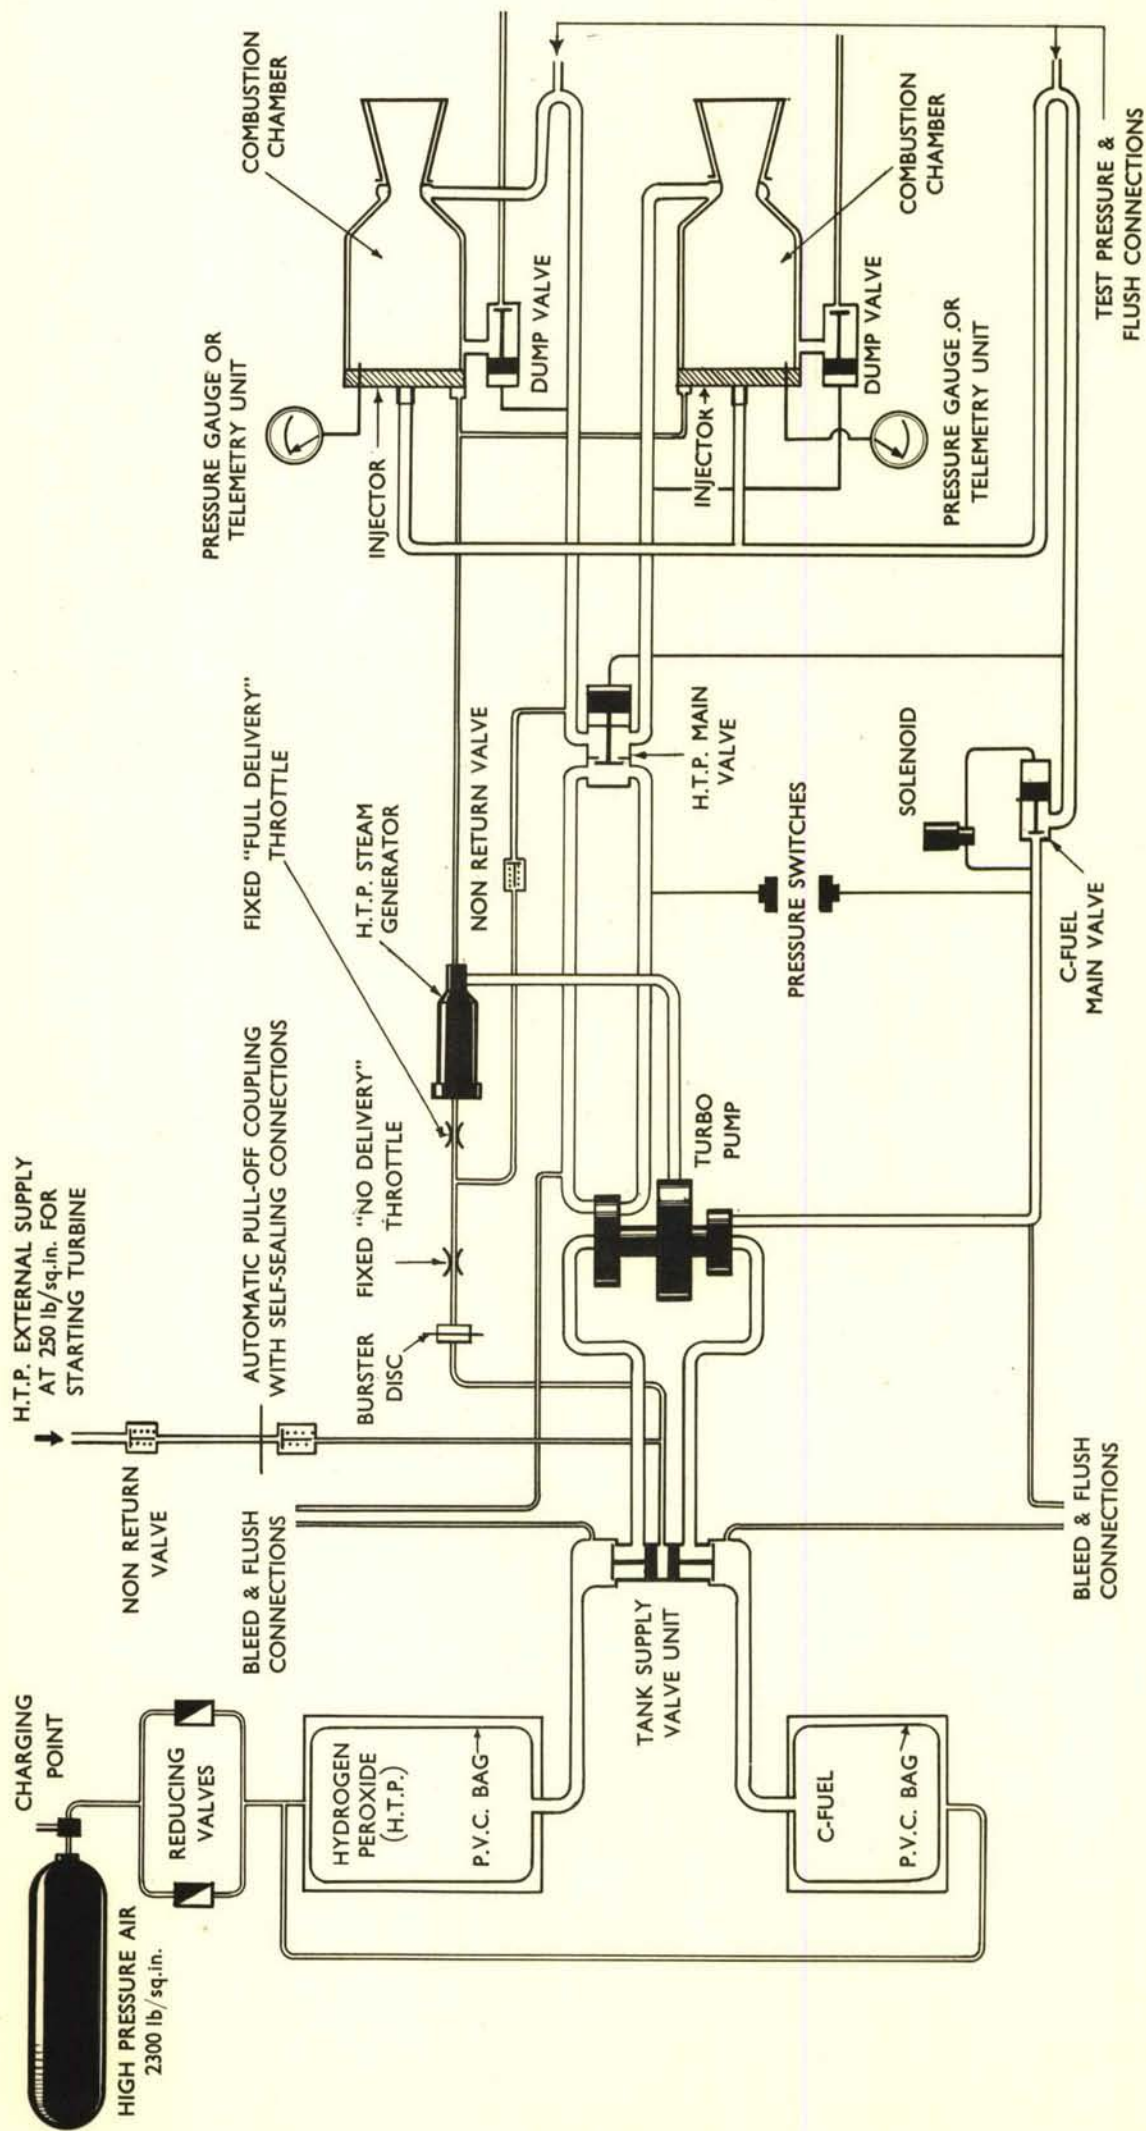 CHARGING
POINT
HIGH PRESSURE AIR
2300 lb/sq.in.
REDUCING
VALVES
HYDROGEN
PEROXIDE
(H.T.P.)
P.V.C. BAG
C-FUEL
P.V.C. BAG
H.T.P. EXTERNAL SUPPLY
AT 250 lb/sq.in. FOR
STARTING TURBINE
NON RETURN
VALVE
AUTOMATIC PULL-OFF COUPLING
WITH SELF-SEALING CONNECTIONS
BLEED & FLUSH
CONNECTIONS
TANK SUPPLY
VALVE UNIT
BLEED & FLUSH
CONNECTIONS
BURSTER
DISC
FIXED "NO DELIVERY"
THROTTLE
FIXED "FULL DELIVERY"
THROTTLE
H.T.P. STEAM
GENERATOR
TURBO
PUMP
NON RETURN VALVE
H.T.P. MAIN
VALVE
PRESSURE SWITCHES
SOLENOID
C-FUEL
MAIN VALVE
PRESSURE GAUGE OR
TELEMETRY UNIT
INJECTOR
COMBUSTION
CHAMBER
DUMP VALVE
INJECTOR
COMBUSTION
CHAMBER
DUMP VALVE
PRESSURE GAUGE OR
TELEMETRY UNIT
TEST PRESSURE &
FLUSH CONNECTIONS